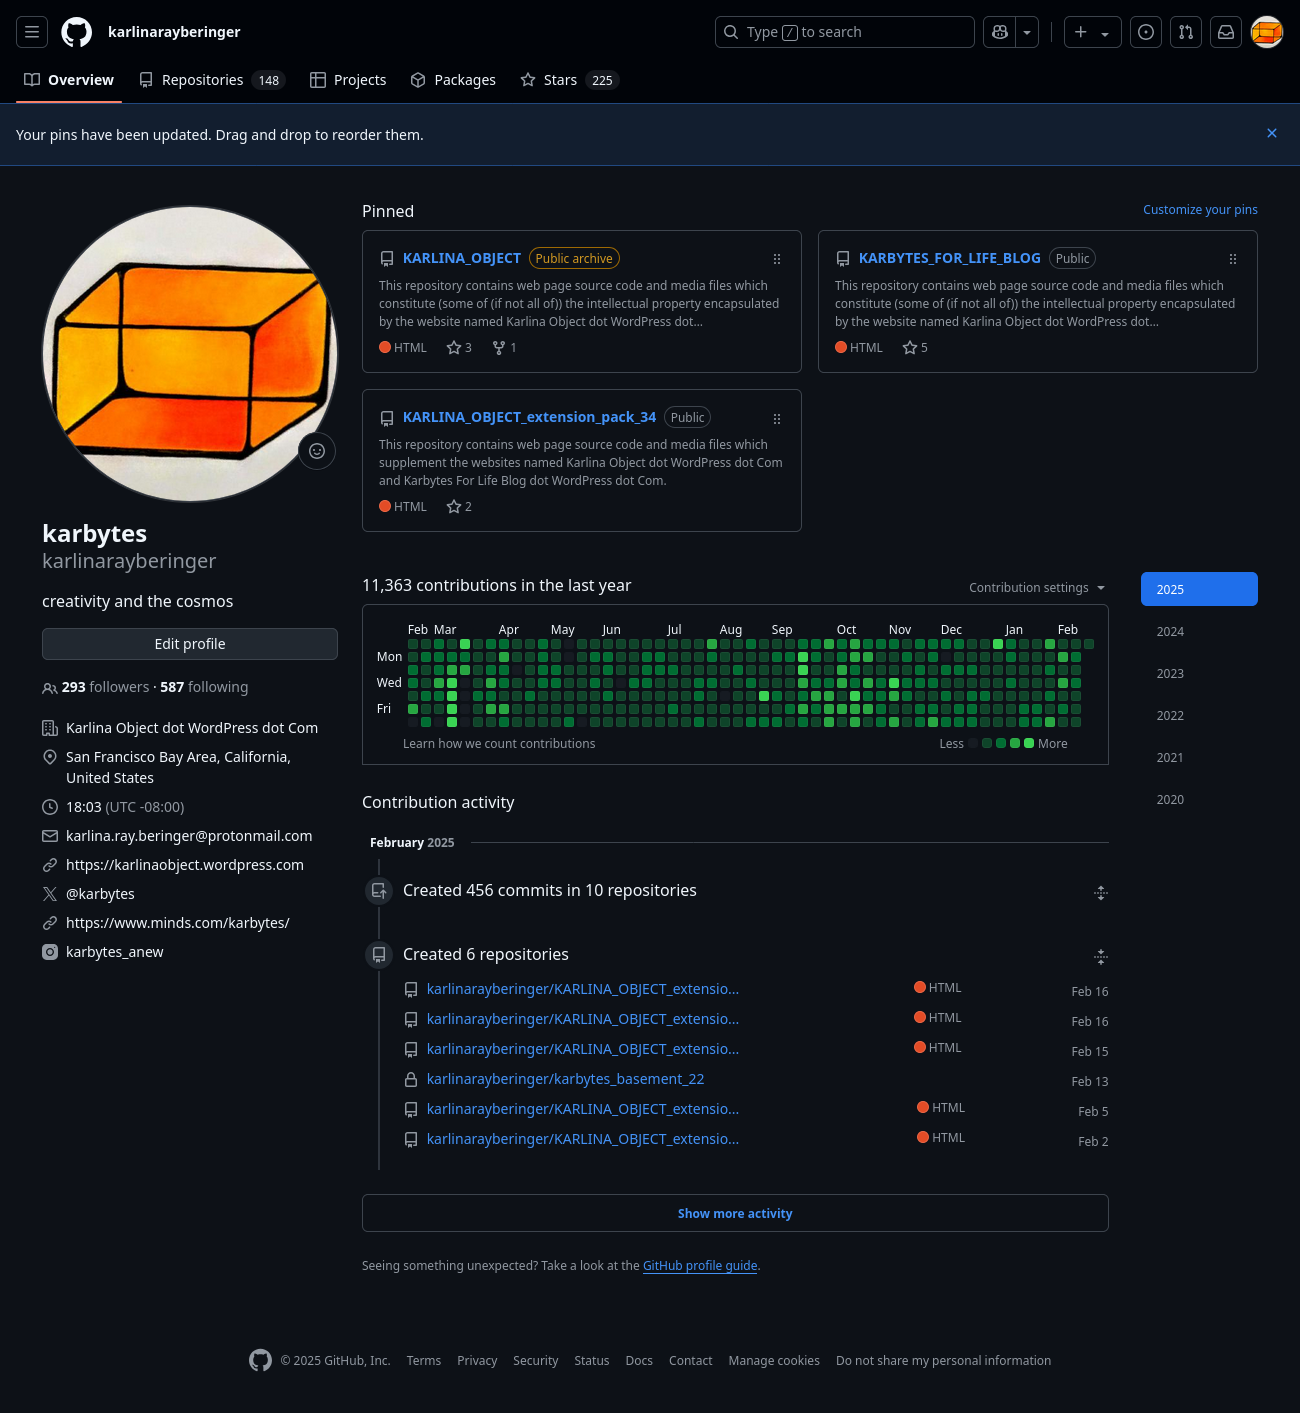 karlinarayberinger
Type / to search
Overview
Repositories 148
Projects
Packages
Stars 225
Your pins have been updated. Drag and drop to reorder them.
karbytes
karlinarayberinger
creativity and the cosmos
Edit profile
293 followers · 587 following
Karlina Object dot WordPress dot Com
San Francisco Bay Area, California,
United States
18:03 (UTC -08:00)
karlina.ray.beringer@protonmail.com
https://karlinaobject.wordpress.com
@karbytes
https://www.minds.com/karbytes/
karbytes_anew
Pinned
Customize your pins
KARLINA_OBJECT Public archive
This repository contains web page source code and media files which
constitute (some of (if not all of)) the intellectual property encapsulated
by the website named Karlina Object dot WordPress dot...
HTML 3 1
KARBYTES_FOR_LIFE_BLOG Public
This repository contains web page source code and media files which
constitute (some of (if not all of)) the intellectual property encapsulated
by the website named Karlina Object dot WordPress dot...
HTML 5
KARLINA_OBJECT_extension_pack_34 Public
This repository contains web page source code and media files which
supplement the websites named Karlina Object dot WordPress dot Com
and Karbytes For Life Blog dot WordPress dot Com.
HTML 2
11,363 contributions in the last year
Contribution settings
Feb Mar Apr May Jun Jul Aug Sep Oct Nov Dec Jan Feb
Mon
Wed
Fri
Learn how we count contributions
Less More
2025
2024
2023
2022
2021
2020
Contribution activity
February 2025
Created 456 commits in 10 repositories
Created 6 repositories
karlinarayberinger/KARLINA_OBJECT_extensio... HTML Feb 16
karlinarayberinger/KARLINA_OBJECT_extensio... HTML Feb 16
karlinarayberinger/KARLINA_OBJECT_extensio... HTML Feb 15
karlinarayberinger/karbytes_basement_22 Feb 13
karlinarayberinger/KARLINA_OBJECT_extensio... HTML Feb 5
karlinarayberinger/KARLINA_OBJECT_extensio... HTML Feb 2
Show more activity
Seeing something unexpected? Take a look at the GitHub profile guide.
© 2025 GitHub, Inc. Terms Privacy Security Status Docs Contact Manage cookies Do not share my personal information